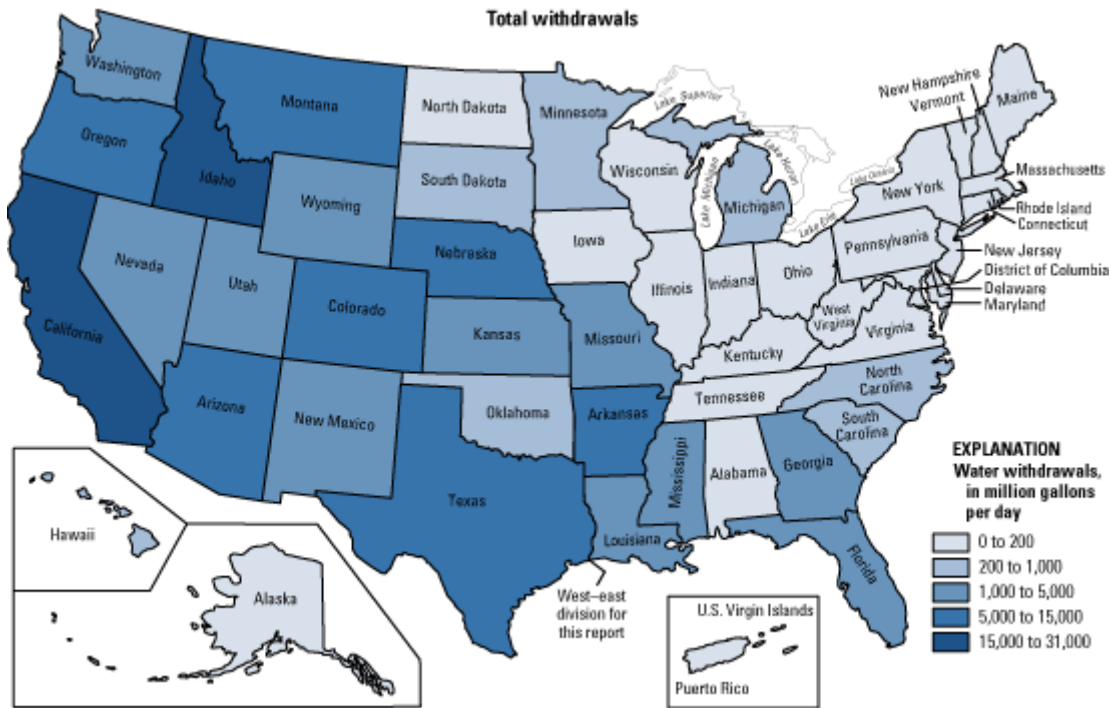 Total withdrawals
Washington
Oregon
California
Idaho
Nevada
Montana
Wyoming
Utah
Arizona
Colorado
New Mexico
North Dakota
South Dakota
Nebraska
Kansas
Oklahoma
Texas
Minnesota
Iowa
Missouri
Arkansas
Louisiana
Wisconsin
Illinois
Michigan
Indiana
Ohio
Kentucky
Tennessee
Mississippi
Alabama
Georgia
Florida
South
Carolina
North
Carolina
Virginia
West
Virginia
Pennsylvania
New York
Lake Superior
Lake Michigan
Lake Huron
Lake Erie
Lake Ontario
New Hampshire
Vermont
Maine
Massachusetts
Rhode Island
Connecticut
New Jersey
District of Columbia
Delaware
Maryland
Hawaii
Alaska
West–east
division for
this report
U.S. Virgin Islands
Puerto Rico
EXPLANATION
Water withdrawals,
in million gallons
per day
0 to 200
200 to 1,000
1,000 to 5,000
5,000 to 15,000
15,000 to 31,000